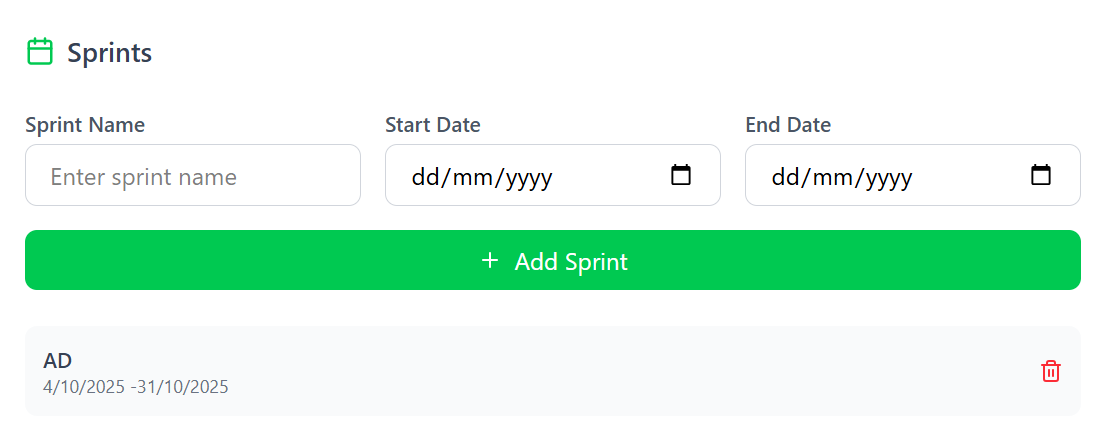 Sprints
Sprint Name
Start Date
End Date
Enter sprint name
dd/mm/yyyy
dd/mm/yyyy
+ Add Sprint
AD
4/10/2025 -31/10/2025